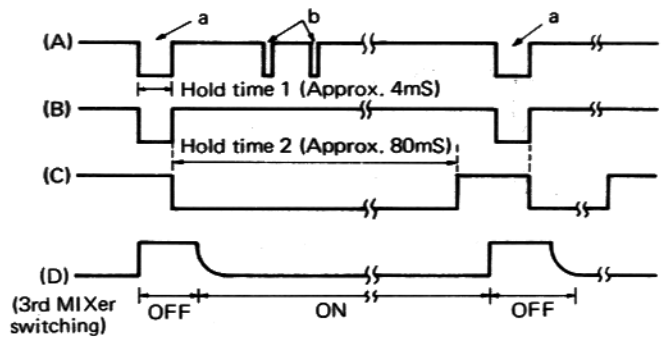 a b a
(A)
Hold time 1 (Approx. 4mS)
(B)
Hold time 2 (Approx. 80mS)
(C)
(D)
(3rd MIXer OFF ON OFF
switching)